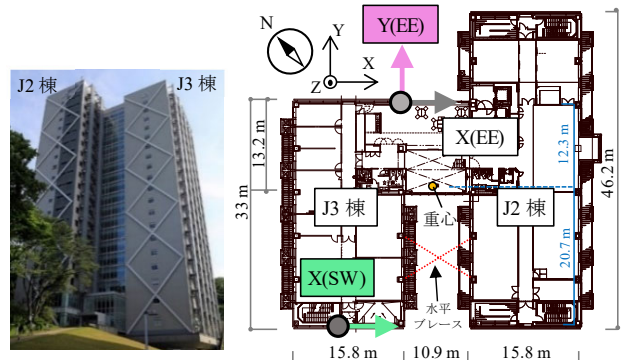 J2 棟
J3 棟
N
Y
X
Z
Y(EE)
X(EE)
13.2 m
33 m
12.3 m
46.2 m
J3 棟
重心
J2 棟
20.7 m
X(SW)
水平
ブレース
15.8 m
10.9 m
15.8 m